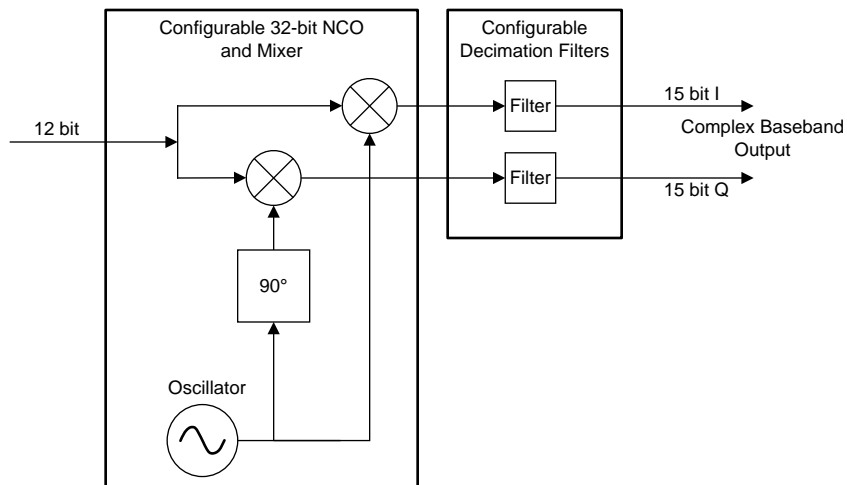 Configurable 32-bit NCO
and Mixer
Configurable
Decimation Filters
12 bit
Filter
15 bit I
Complex Baseband
Output
Filter
15 bit Q
90°
Oscillator